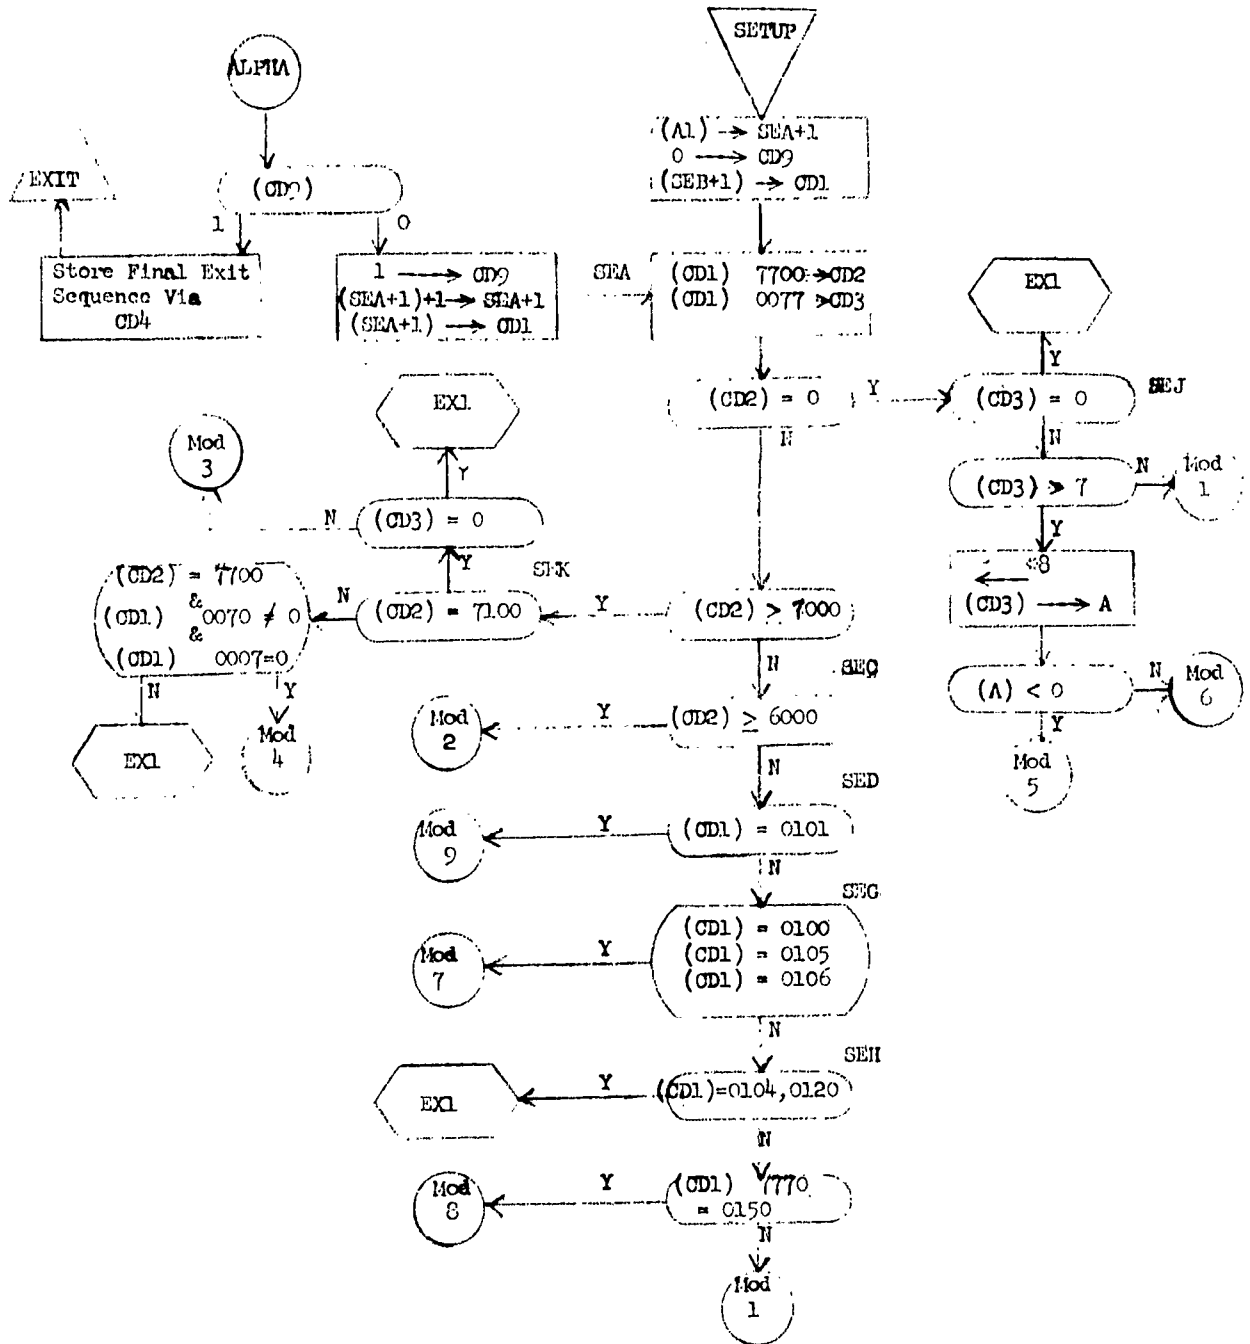 SETUP
ALPHA
(A1) → SEA+1
0 → CD9
(SEB+1) → CD1
EXIT
(CD9)
1
0
Store Final Exit
Sequence Via
CD4
1 → CD9
(SEA+1)+1→ SEA+1
(SEA+1) → CD1
SEA
(CD1) 7700→CD2
(CD1) 0077 >CD3
EX1
Y
(CD2) = 0
Y
(CD3) = 0
SEJ
N
N
EX1
Mod
3
Y
(CD3) > 7
N
Mod
1
Y
N
(CD3) = 0
Y
SEK
*8
←
(CD3) → A
(CD2) = 7700
&
(CD1) 0070 ≠ 0
&
(CD1) 0007=0
N
(CD2) = 7100
Y
(CD2) > 7000
N
Y
N
SEC
(A) < 0
N
Mod
6
Y
EX1
Mod
4
Mod
2
Y
(CD2) ≥ 6000
Mod
5
N
SED
Mod
9
Y
(CD1) = 0101
N
SEG
(CD1) = 0100
(CD1) = 0105
(CD1) = 0106
Mod
7
Y
N
SEH
EX1
Y
(CD1)=0104,0120
N
Mod
8
Y
(CD1) 7770
= 0150
N
Mod
1